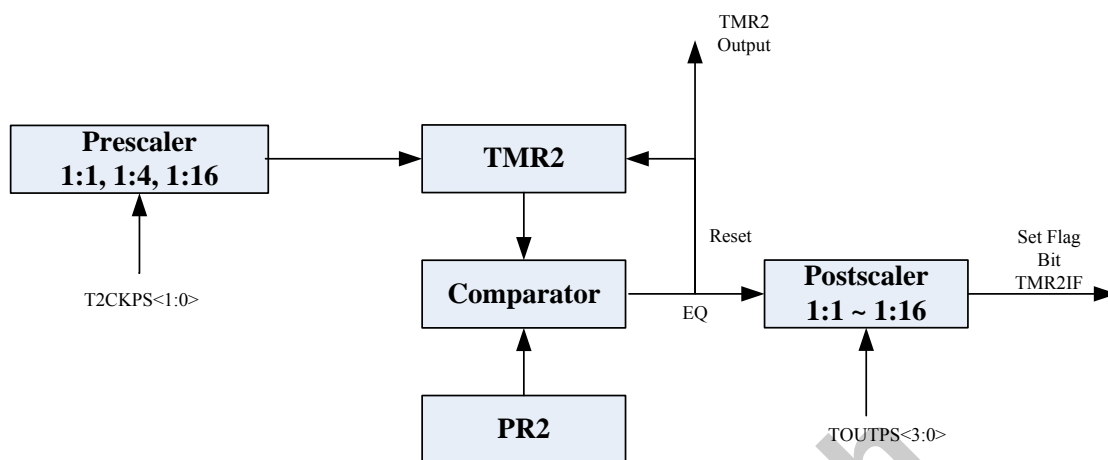 TMR2
Output
Prescaler
1:1, 1:4, 1:16
TMR2
Reset
Set Flag
Bit
TMR2IF
T2CKPS<1:0>
Comparator
EQ
Postscaler
1:1 ~ 1:16
PR2
TOUTPS<3:0>